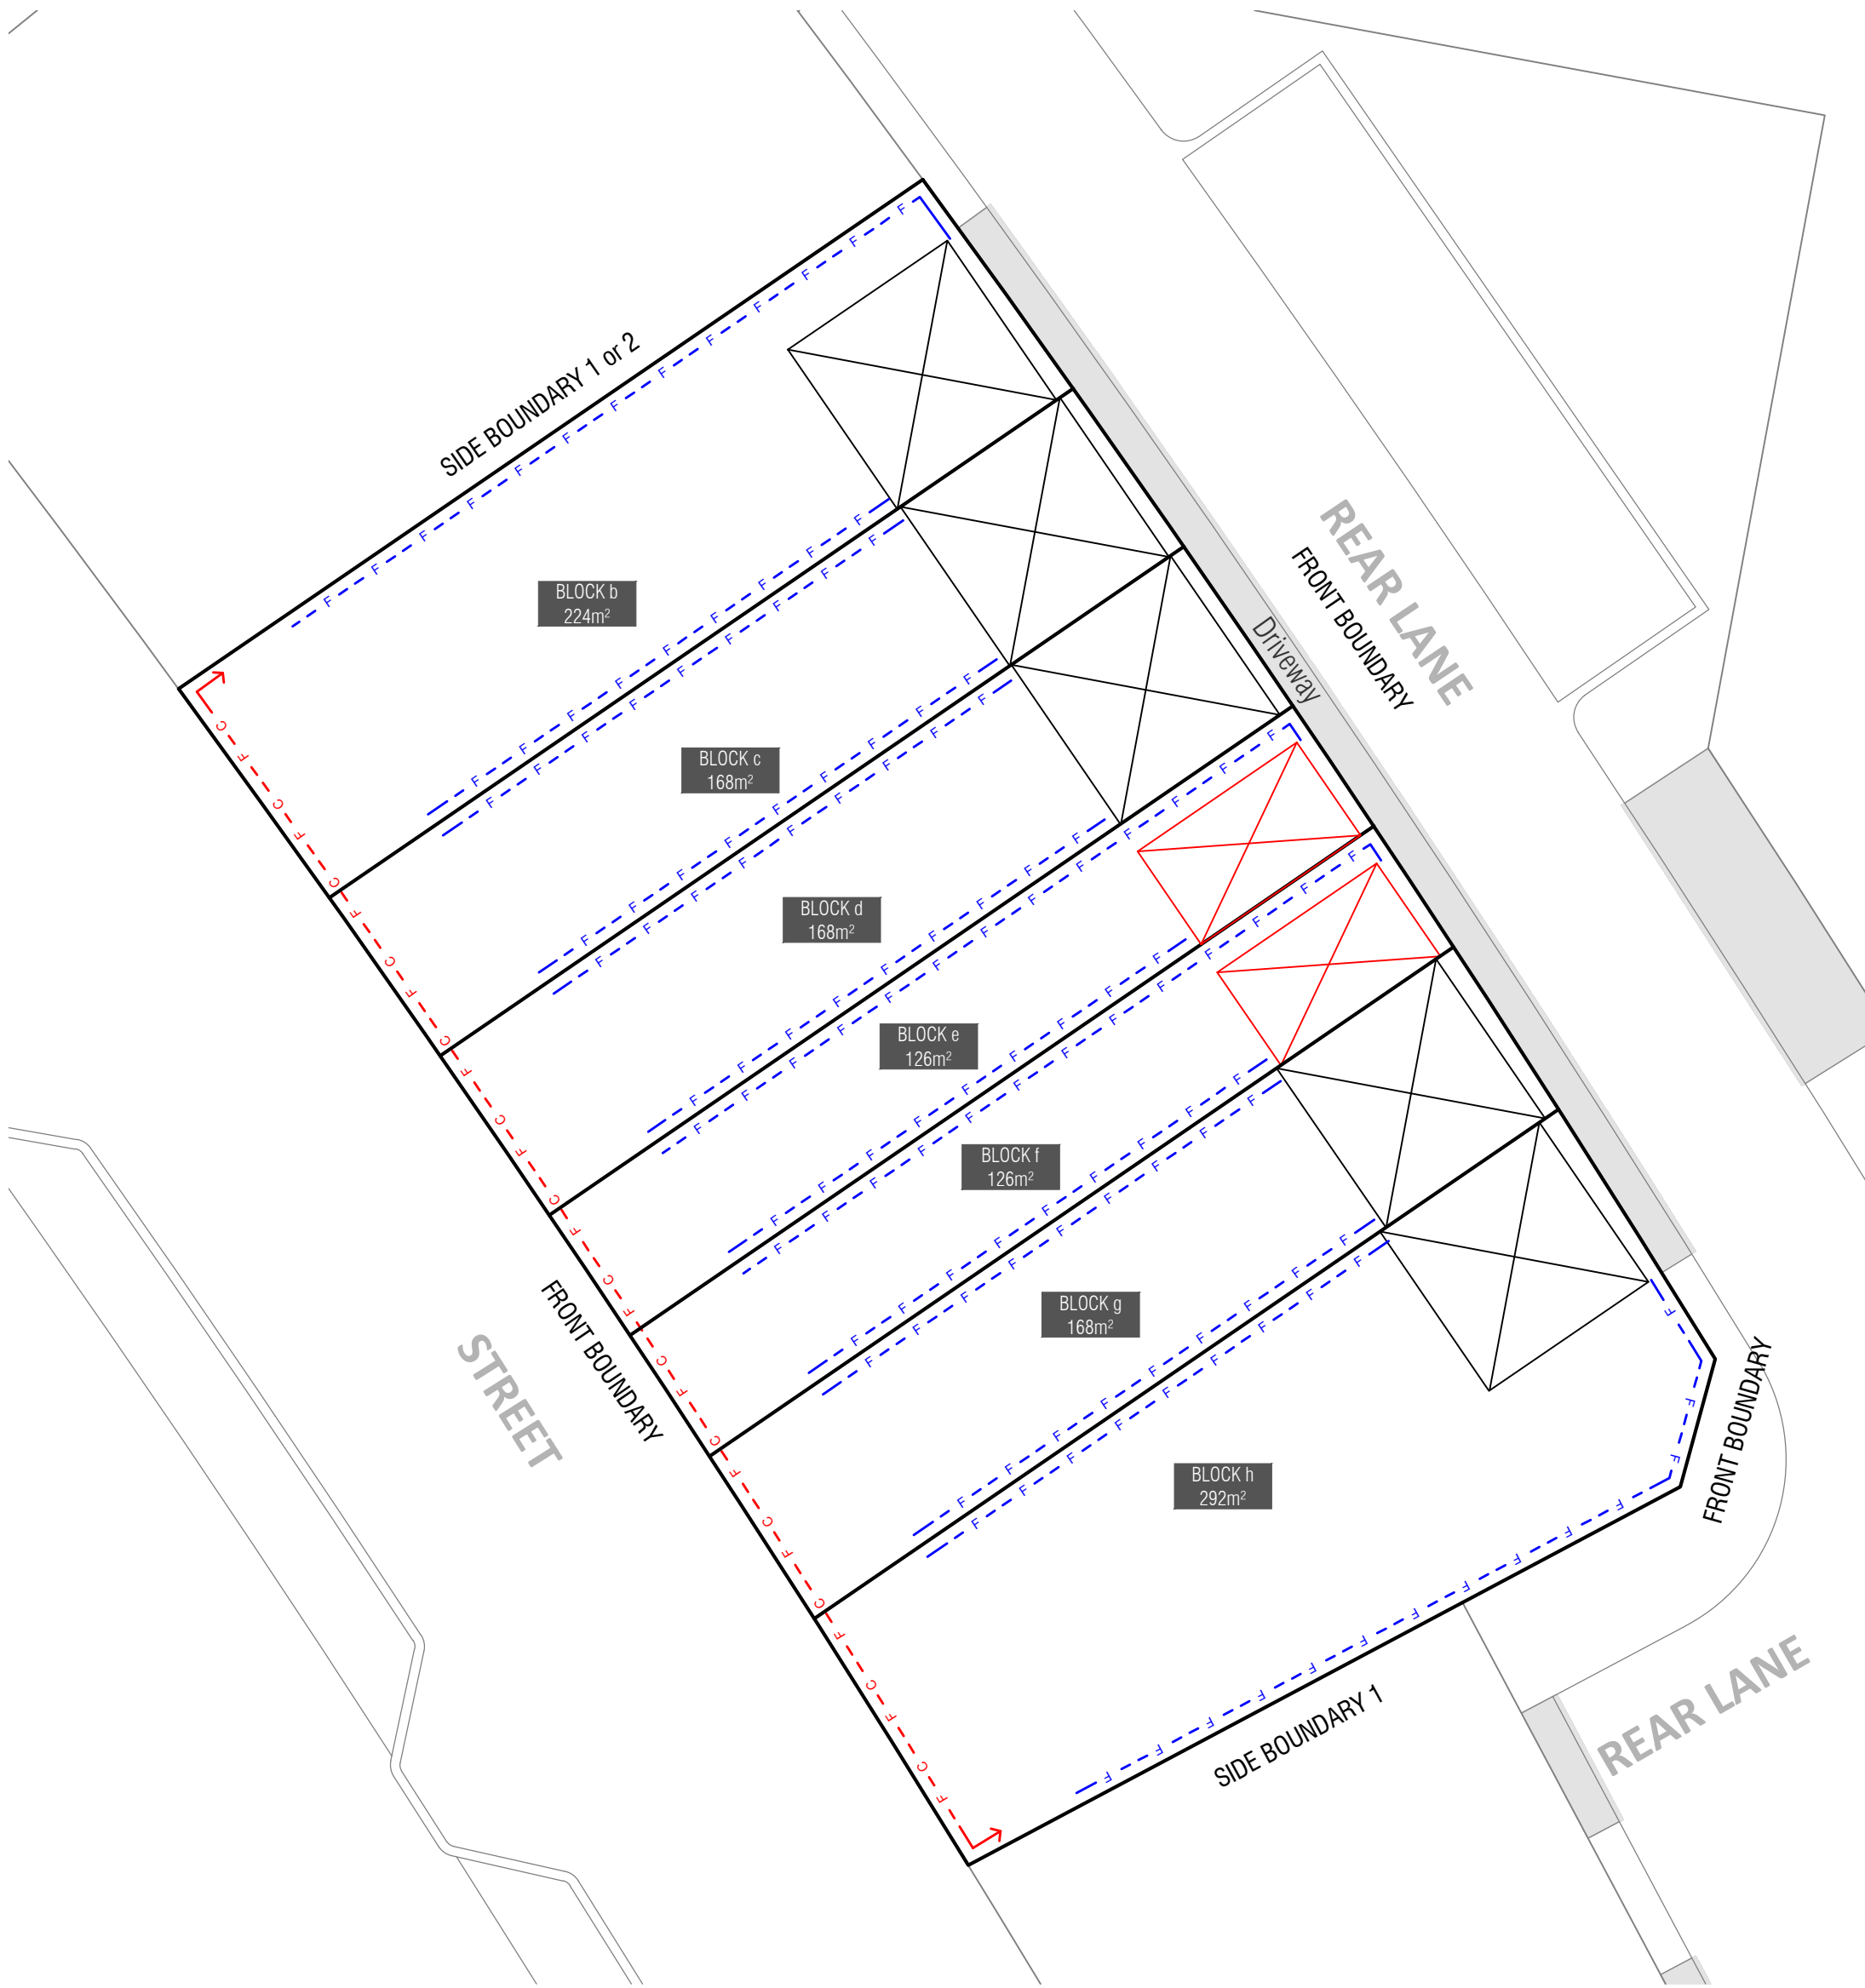 SIDE BOUNDARY 1 or 2
REAR LANE
FRONT BOUNDARY
Driveway
BLOCK b
224m²
BLOCK c
168m²
BLOCK d
168m²
BLOCK e
126m²
BLOCK f
126m²
BLOCK g
168m²
BLOCK h
292m²
FRONT BOUNDARY
STREET
FRONT BOUNDARY
SIDE BOUNDARY 1
REAR LANE